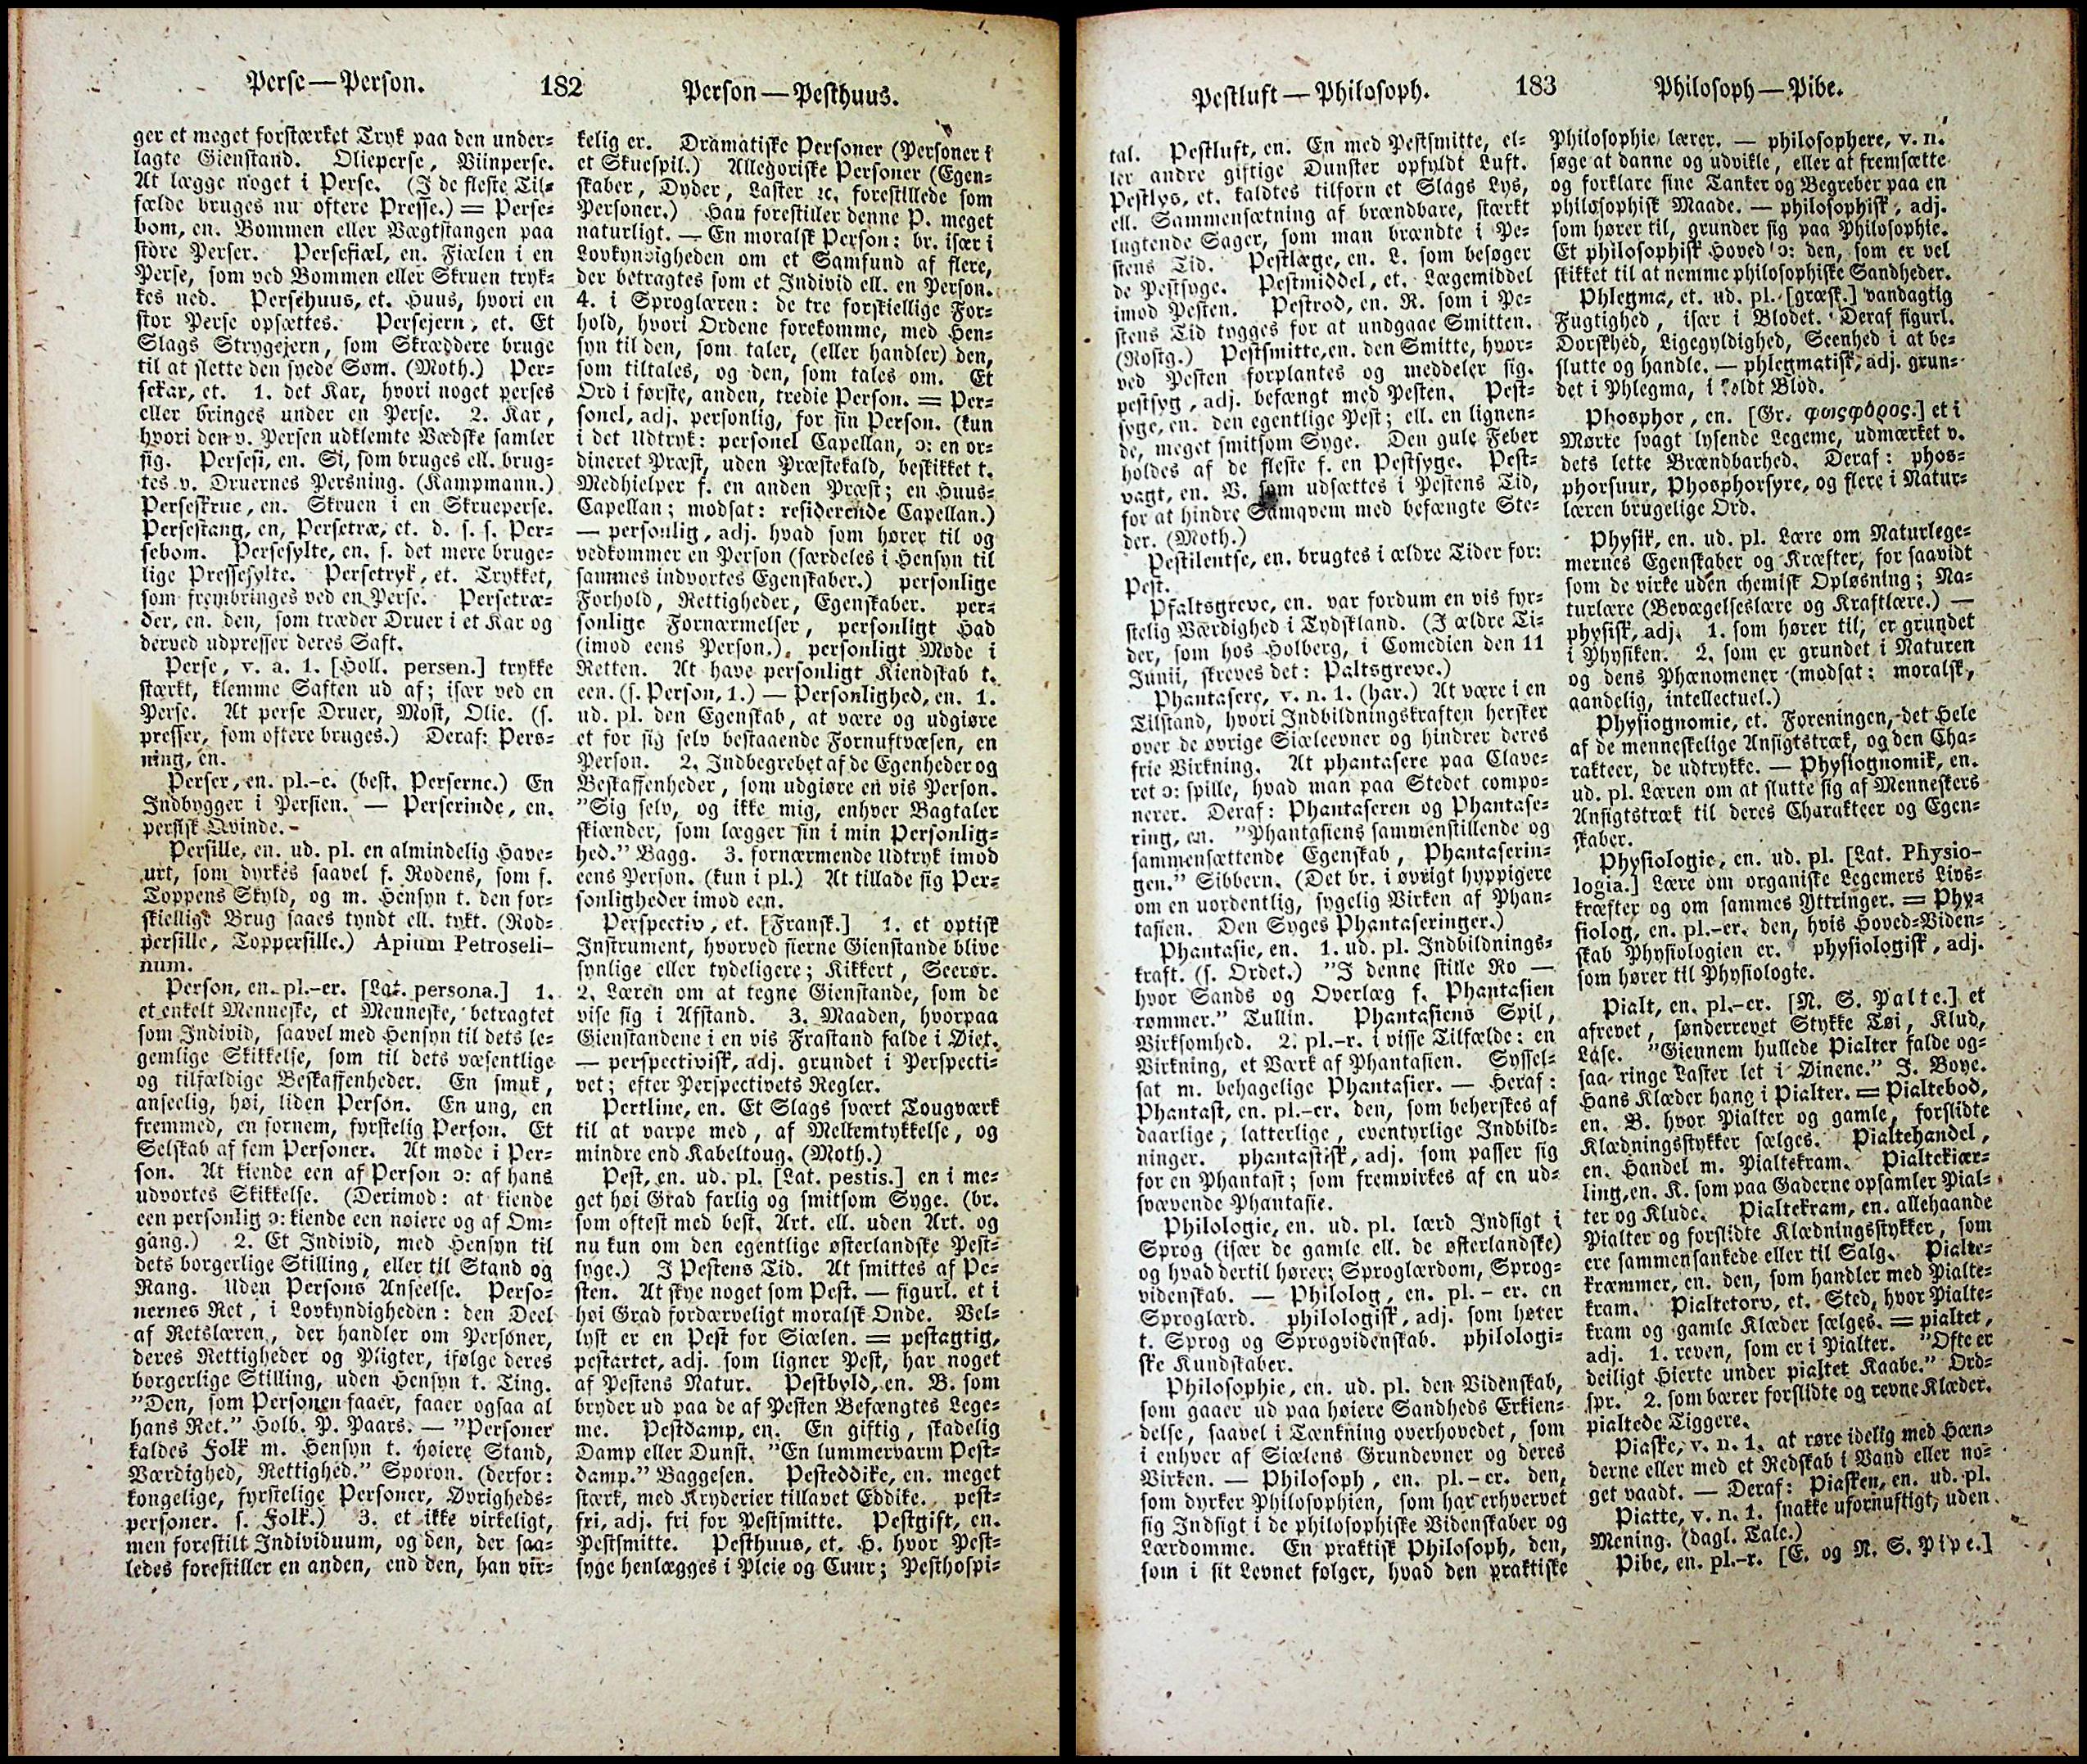 Perse — Person.
182
Person — Pesthuus.
ger et meget forstærket Tryk paa den under-
lagte Gienstand. Olieperse, Viinperse.
At lægge noget i Perse. (I de fleste Til-
fælde bruges nu oftere Presse.) = Perse-
bom, en. Bommen eller Vægtstangen paa
store Perser. Persefiæl, en. Fiælen i en
Perse, som ved Bommen eller Skruen tryk-
kes ned. Persehuus, et. Huus, hvori en
stor Perse opsættes. Persejern, et. Et
Slags Strygejern, som Skræddere bruge
til at slette den syede Søm. (Moth.) Per-
sekar, et. 1. det Kar, hvori noget perses
eller bringes under en Perse. 2. Kar,
hvori den v. Persen udklemte Vædske samler
sig. Persesi, en. Si, som bruges ell. brug-
tes v. Druernes Persning. (Kampmann.)
Perseskrue, en. Skruen i en Skrueperse.
Persestang, en, Persetræ, et. d. s. s. Per-
sebom. Persesylte, en. s. det mere bruge-
lige Pressesylte. Persetryk, et. Trykket,
som frembringes ved en Perse. Persetræ-
der, en. den, som træder Druer i et Kar og
derved udpresser deres Saft.
Perse, v. a. 1. [Holl. persen.] trykke
stærkt, klemme Saften ud af; især ved en
Perse. At perse Druer, Most, Olie. (s.
presser, som oftere bruges.) Deraf: Pers-
ning, en.
Perser, en. pl.-e. (best. Perserne.) En
Indbygger i Persien. — Perserinde, en.
persisk Qvinde.
Persille, en. ud. pl. en almindelig Have-
urt, som dyrkes saavel f. Rodens, som f.
Toppens Skyld, og m. Hensyn t. den for-
skiellige Brug saaes tyndt ell. tykt. (Rod-
persille, Toppersille.) Apium Petroseli-
num.
Person, en. pl.-er. [Lat. persona.] 1.
et enkelt Menneske, et Menneske, betragtet
som Individ, saavel med Hensyn til dets le-
gemlige Skikkelse, som til dets væsentlige
og tilfældige Beskaffenheder. En smuk,
anseelig, høi, liden Person. En ung, en
fremmed, en fornem, fyrstelig Person. Et
Selskab af fem Personer. At møde i Per-
son. At kiende een af Person ɔ: af hans
udvortes Skikkelse. (Derimod: at kiende
een personlig ɔ: kiende een nøiere og af Om-
gang.) 2. Et Individ, med Hensyn til
dets borgerlige Stilling, eller til Stand og
Rang. Uden Persons Anseelse. Perso-
nernes Ret, i Lovkyndigheden: den Deel
af Retslæren, der handler om Personer,
deres Rettigheder og Pligter, ifølge deres
borgerlige Stilling, uden Hensyn t. Ting.
"Den, som Personen faaer, faaer ogsaa al
hans Ret." Holb. P. Paars. — "Personer
kaldes Folk m. Hensyn t. høiere Stand,
Værdighed, Rettighed." Sporon. (derfor:
kongelige, fyrstelige Personer, Øvrigheds-
personer. s. Folk.) 3. et ikke virkeligt,
men forestilt Individuum, og den, der saa-
ledes forestiller en anden, end den, han vir-
kelig er. Dramatiske Personer (Personer i
et Skuespil.) Allegoriske Personer (Egen-
skaber, Dyder, Laster ꝛc. forestillede som
Personer.) Han forestiller denne P. meget
naturligt. — En moralsk Person: br. især i
Lovkyndigheden om et Samfund af flere,
der betragtes som et Individ ell. en Person.
4. i Sproglæren: de tre forskiellige For-
hold, hvori Ordene forekomme, med Hen-
syn til den, som taler, (eller handler) den,
som tiltales, og den, som tales om. Et
Ord i første, anden, tredie Person. = Per-
sonel, adj. personlig, for sin Person. (kun
i det Udtryk: personel Capellan, ɔ: en or-
dineret Præst, uden Præstekald, beskikket t.
Medhielper f. en anden Præst; en Huus-
Capellan; modsat: residerende Capellan.)
— personlig, adj. hvad som hører til og
vedkommer en Person (særdeles i Hensyn til
sammes indvortes Egenskaber.) personlige
Forhold, Rettigheder, Egenskaber. per-
sonlige Fornærmelser, personligt Had
(imod eens Person.) personligt Møde i
Retten. At have personligt Kiendskab t.
een. (s. Person, 1.) — Personlighed, en. 1.
ud. pl. den Egenskab, at være og udgiøre
et for sig selv bestaaende Fornuftvæsen, en
Person. 2. Indbegrebet af de Egenheder og
Beskaffenheder, som udgiøre en vis Person.
"Sig selv, og ikke mig, enhver Bagtaler
skiænder, som lægger sin i min Personlig-
hed." Bagg. 3. fornærmende Udtryk imod
eens Person. (kun i pl.) At tillade sig Per-
sonligheder imod een.
Perspectiv, et. [Fransk.] 1. et optisk
Instrument, hvorved fierne Gienstande blive
synlige eller tydeligere; Kikkert, Seerør.
2. Læren om at tegne Gienstande, som de
vise sig i Afstand. 3. Maaden, hvorpaa
Gienstandene i en vis Frastand falde i Øiet.
— perspectivisk, adj. grundet i Perspecti-
vet; efter Perspectivets Regler.
Pertline, en. Et Slags svært Tougværk
til at varpe med, af Mellemtykkelse, og
mindre end Kabeltoug. (Moth.)
Pest, en. ud. pl. [Lat. pestis.] en i me-
get høi Grad farlig og smitsom Syge. (br.
som oftest med best. Art. ell. uden Art. og
nu kun om den egentlige østerlandske Pest-
syge.) I Pestens Tid. At smittes af Pe-
sten. At skye noget som Pest. — figurl. et i
høi Grad fordærveligt moralsk Onde. Vel-
lyst er en Pest for Siælen. = pestagtig,
pestartet, adj. som ligner Pest, har noget
af Pestens Natur. Pestbyld, en. B. som
bryder ud paa de af Pesten Befængtes Lege-
me. Pestdamp, en. En giftig, skadelig
Damp eller Dunst. "En lummervarm Pest-
damp." Baggesen. Pesteddike, en. meget
stærk, med Kryderier tillavet Eddike. pest-
fri, adj. fri for Pestsmitte. Pestgift, en.
Pestsmitte. Pesthuus, et. H. hvor Pest-
syge henlægges i Pleie og Cuur; Pesthospi-
Pestluft — Philosoph.
183
Philosoph — Pibe.
tal. Pestluft, en. En med Pestsmitte, el-
ler andre giftige Dunster opfyldt Luft.
Pestlys, et. kaldtes tilforn et Slags Lys,
ell. Sammensætning af brændbare, stærkt
lugtende Sager, som man brændte i Pe-
stens Tid. Pestlæge, en. L. som besøger
de Pestsyge. Pestmiddel, et. Lægemiddel
imod Pesten. Pestrod, en. R. som i Pe-
stens Tid tygges for at undgaae Smitten.
(Rostg.) Pestsmitte, en. den Smitte, hvor-
ved Pesten forplantes og meddeler sig.
pestsyg, adj. befængt med Pesten. Pest-
syge, en. den egentlige Pest; ell. en lignen-
de, meget smitsom Syge. Den gule Feber
holdes af de fleste f. en Pestsyge. Pest-
vagt, en. V. som udsættes i Pestens Tid,
for at hindre Samqvem med befængte Ste-
der. (Moth.)
Pestilentse, en. brugtes i ældre Tider for:
Pest.
Pfaltsgreve, en. var fordum en vis fyr-
stelig Værdighed i Tydskland. (I ældre Ti-
der, som hos Holberg, i Comedien den 11
Junii, skreves det: Paltsgreve.)
Phantasere, v. n. 1. (har.) At være i en
Tilstand, hvori Indbildningskraften hersker
over de øvrige Siæleevner og hindrer deres
frie Virkning. At phantasere paa Clave-
ret ɔ: spille, hvad man paa Stedet compo-
nerer. Deraf: Phantaseren og Phantase-
ring, en. "Phantasiens sammenstillende og
sammensættende Egenskab, Phantaserin-
gen." Sibbern. (Det br. i øvrigt hyppigere
om en uordentlig, sygelig Virken af Phan-
tasien. Den Syges Phantaseringer.)
Phantasie, en. 1. ud. pl. Indbildnings-
kraft. (s. Ordet.) "I denne stille Ro —
hvor Sands og Overlæg f. Phantasien
rømmer." Tullin. Phantasiens Spil,
Virksomhed. 2. pl.-r. i visse Tilfælde: en
Virkning, et Værk af Phantasien. Syssel-
sat m. behagelige Phantasier. — Heraf:
Phantast, en. pl.-er. den, som beherskes af
daarlige, latterlige, eventyrlige Indbild-
ninger. phantastisk, adj. som passer sig
for en Phantast; som fremvirkes af en ud-
svævende Phantasie.
Philologie, en. ud. pl. lærd Indsigt i
Sprog (især de gamle ell. de østerlandske)
og hvad dertil hører; Sproglærdom, Sprog-
videnskab. — Philolog, en. pl. - er. en
Sproglærd. philologisk, adj. som hører
t. Sprog og Sprogvidenskab. philologi-
ske Kundskaber.
Philosophie, en. ud. pl. den Videnskab,
som gaaer ud paa høiere Sandheds Erkien-
delse, saavel i Tænkning overhovedet, som
i enhver af Siælens Grundevner og deres
Virken. — Philosoph, en. pl.-er. den,
som dyrker Philosophien, som har erhvervet
sig Indsigt i de philosophiske Videnskaber og
Lærdomme. En praktisk Philosoph, den,
som i sit Levnet følger, hvad den praktiske
Philosophie lærer. — philosophere, v. n.
søge at danne og udvikle, eller at fremsætte
og forklare sine Tanker og Begreber paa en
philosophisk Maade. — philosophisk, adj.
som hører til, grunder sig paa Philosophie.
Et philosophisk Hoved ɔ: den, som er vel
skikket til at nemme philosophiske Sandheder.
Phlegma, et. ud. pl. [græsk.] vandagtig
Fugtighed, især i Blodet. Deraf figurl.
Dorskhed, Ligegyldighed, Seenhed i at be-
slutte og handle. — phlegmatisk, adj. grun-
det i Phlegma, i koldt Blod.
Phosphor, en. [Gr. φωςφόρος.] et i
Mørke svagt lysende Legeme, udmærket v.
dets lette Brændbarhed. Deraf: phos-
phorsuur, Phosphorsyre, og flere i Natur-
læren brugelige Ord.
Physik, en. ud. pl. Lære om Naturlege-
mernes Egenskaber og Kræfter, for saavidt
som de virke uden chemisk Opløsning; Na-
turlære (Bevægelseslære og Kraftlære.) —
physisk, adj. 1. som hører til, er grundet
i Physiken. 2. som er grundet i Naturen
og dens Phænomener (modsat: moralsk,
aandelig, intellectuel.)
Physiognomie, et. Foreningen, det Hele
af de menneskelige Ansigtstræk, og den Cha-
rakteer, de udtrykke. — Physiognomik, en.
ud. pl. Læren om at slutte sig af Menneskers
Ansigtstræk til deres Charakteer og Egen-
skaber.
Physiologie, en. ud. pl. [Lat. Physio-
logia.] Lære om organiske Legemers Livs-
kræfter og om sammes Yttringer. = Phy-
siolog, en. pl.-er. den, hvis Hoved-Viden-
skab Physiologien er. physiologisk, adj.
som hører til Physiologie.
Pialt, en. pl.-er. [N. S. Palte.] et
afrevet, sønderrevet Stykke Tøi, Klud,
Låse. "Giennem hullede Pialter falde og-
saa ringe Laster let i Øinene." J. Boye.
Hans Klæder hang i Pialter. = Pialtebod,
en. B. hvor Pialter og gamle, forslidte
Klædningsstykker sælges. Pialtehandel,
en. Handel m. Pialtekram. Pialtekiær-
ling, en. K. som paa Gaderne opsamler Pial-
ter og Klude. Pialtekram, en. allehaande
Pialter og forslidte Klædningsstykker, som
ere sammensankede eller til Salg. Pialte-
kræmmer, en. den, som handler med Pialte-
kram. Pialtetorv, et. Sted, hvor Pialte-
kram og gamle Klæder sælges. = pialtet,
adj. 1. reven, som er i Pialter. "Ofte er
deiligt Hierte under pialtet Kaabe." Ord-
spr. 2. som bærer forslidte og revne Klæder.
pialtede Tiggere.
Piaske, v. n. 1. at røre idelig med Hæn-
derne eller med et Redskab i Vand eller no-
get vaadt. — Deraf: Piasken, en. ud. pl.
Piatte, v. n. 1. snakke ufornuftigt, uden
Mening. (dagl. Tale.)
Pibe, en. pl.-r. [E. og N. S. Pipe.]